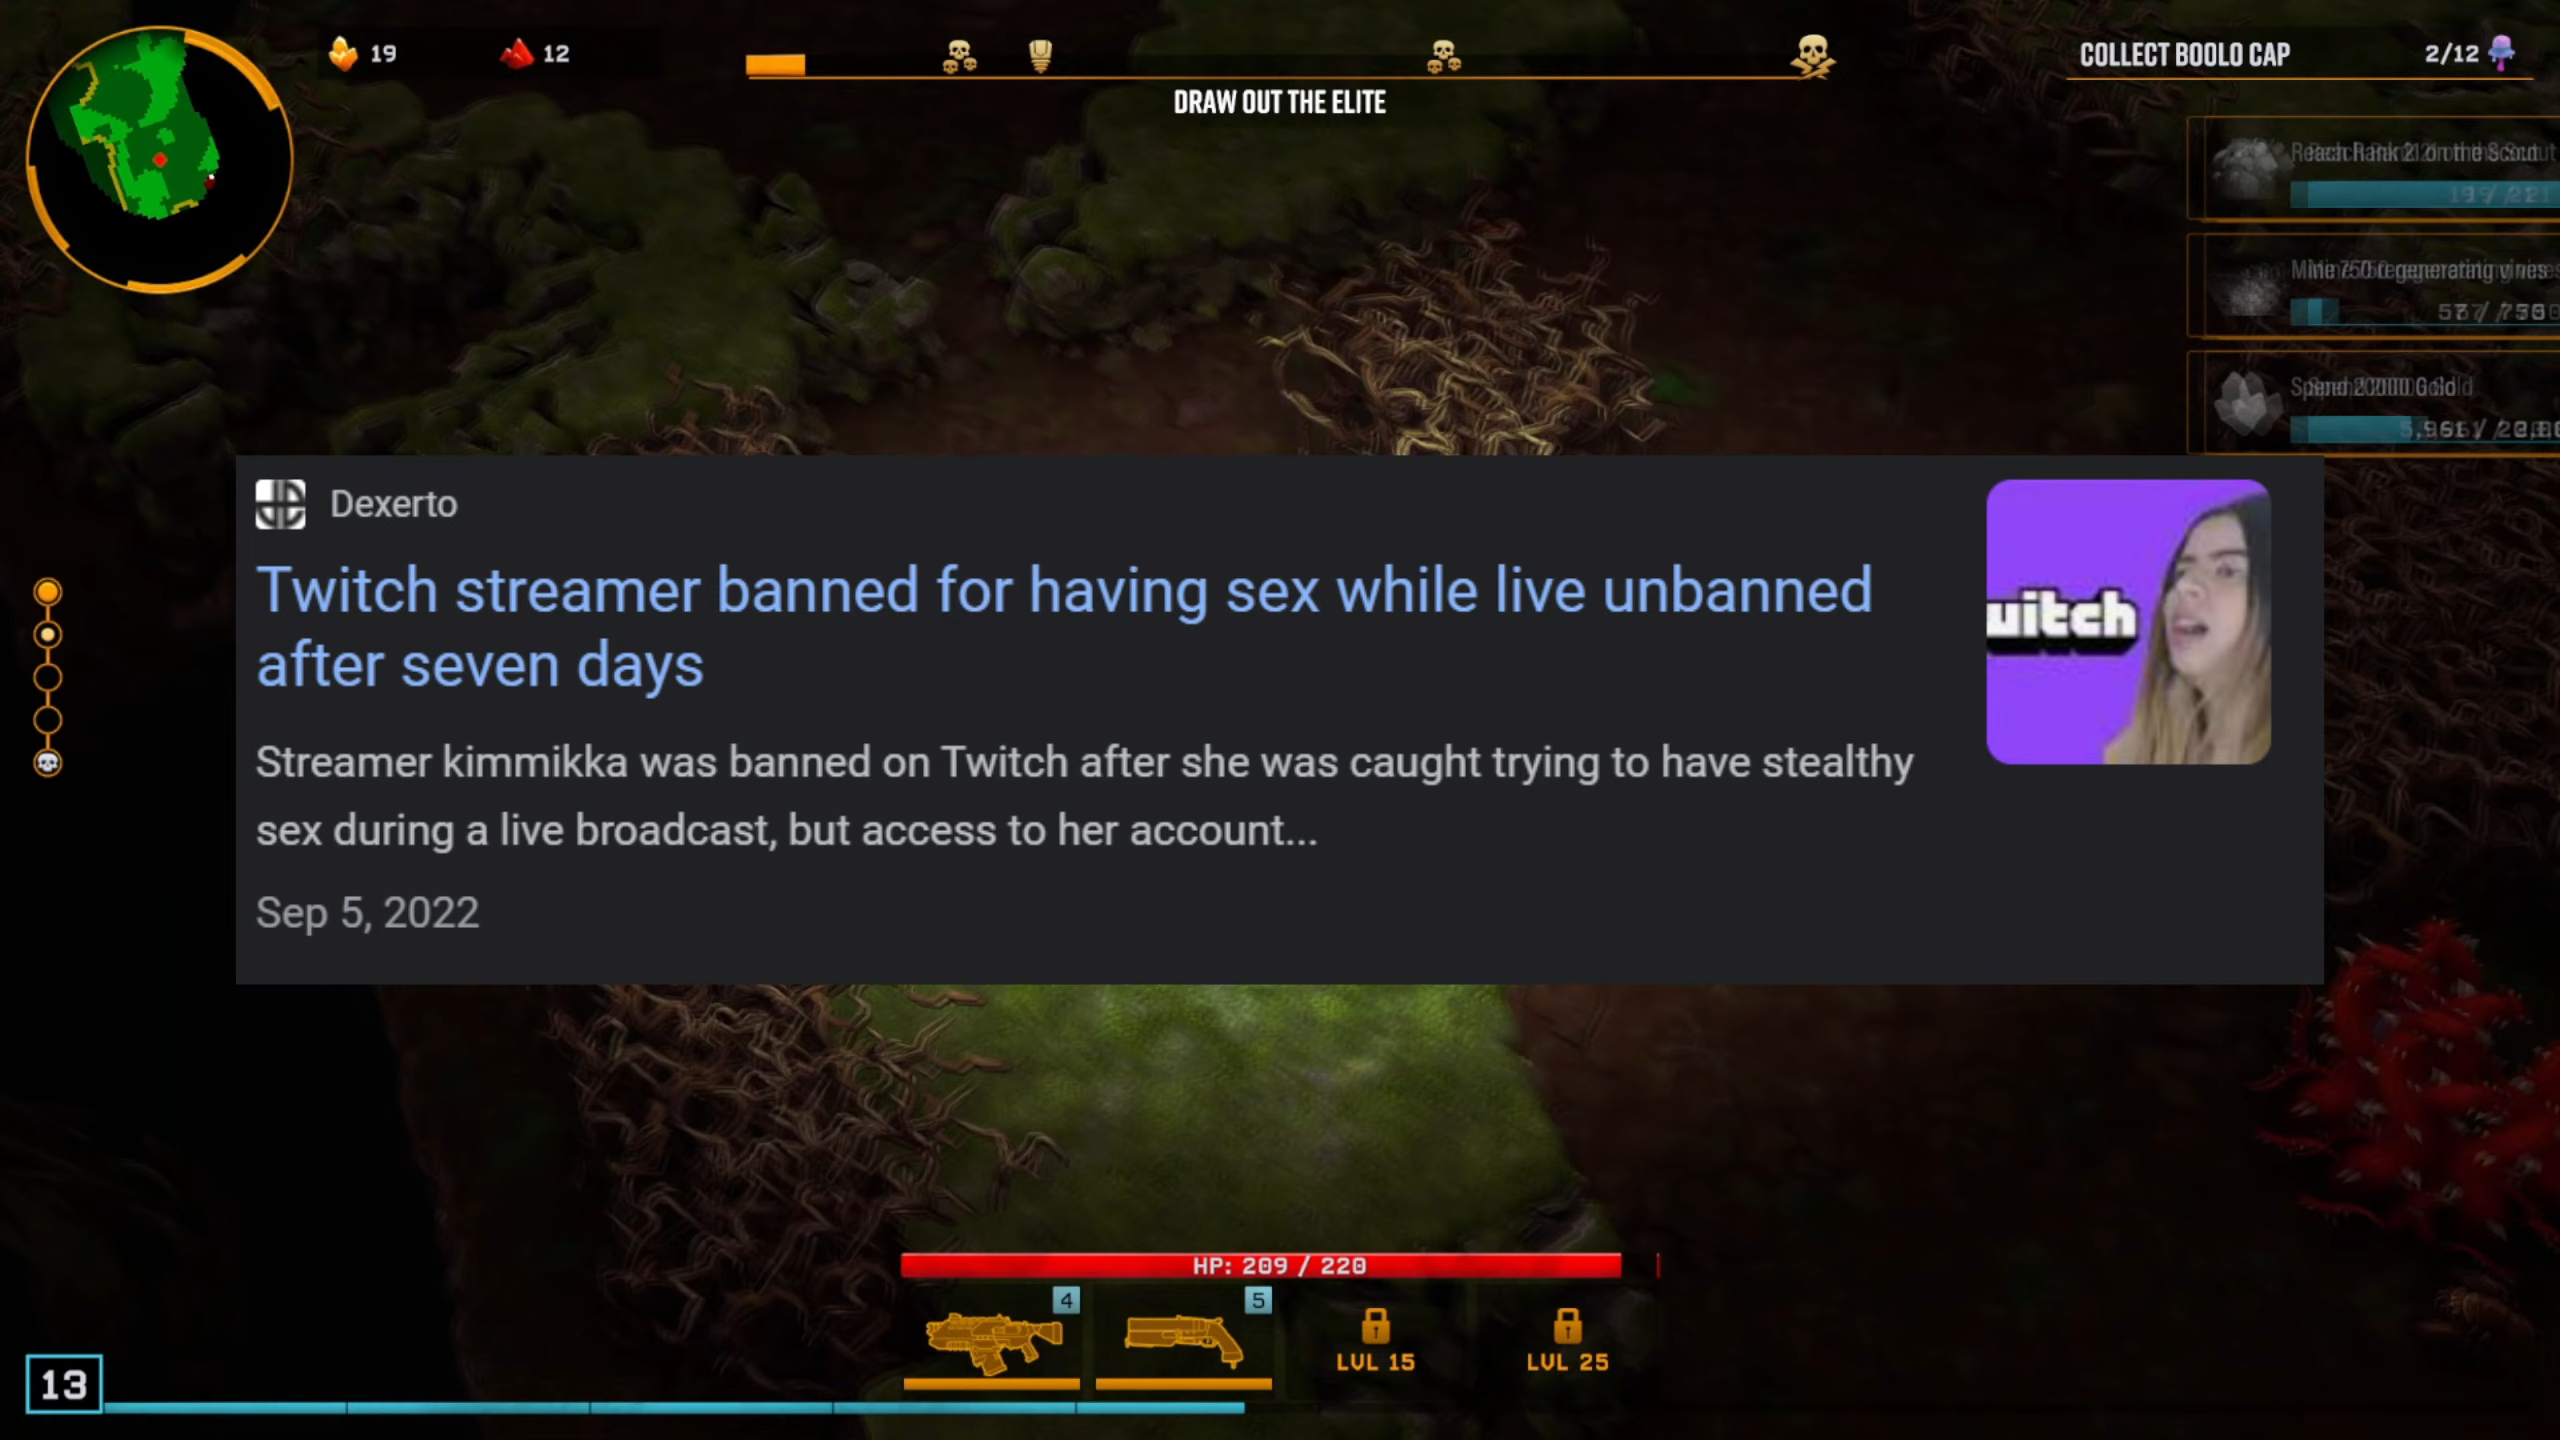 19
12
DRAW OUT THE ELITE
COLLECT BOOLO CAP
2/12
Dexerto
Twitch streamer banned for having sex while live unbanned
after seven days
Streamer kimmikka was banned on Twitch after she was caught trying to have stealthy
sex during a live broadcast, but access to her account...
Sep 5, 2022
witch
HP: 209 / 220
4
5
LVL 15
LVL 25
13